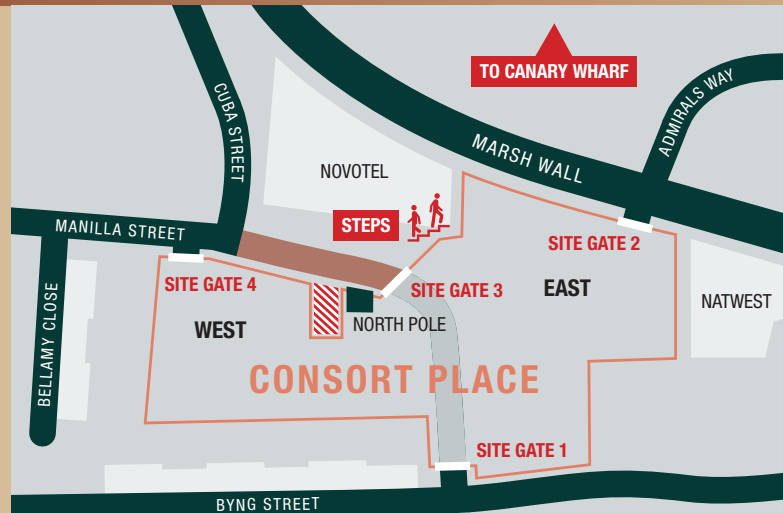 TO CANARY WHARF
ADMIRALS WAY
CUBA STREET
MARSH WALL
NOVOTEL
STEPS
MANILLA STREET
SITE GATE 2
SITE GATE 4
SITE GATE 3
EAST
NATWEST
WEST
NORTH POLE
BELLAMY CLOSE
CONSORT PLACE
SITE GATE 1
BYNG STREET